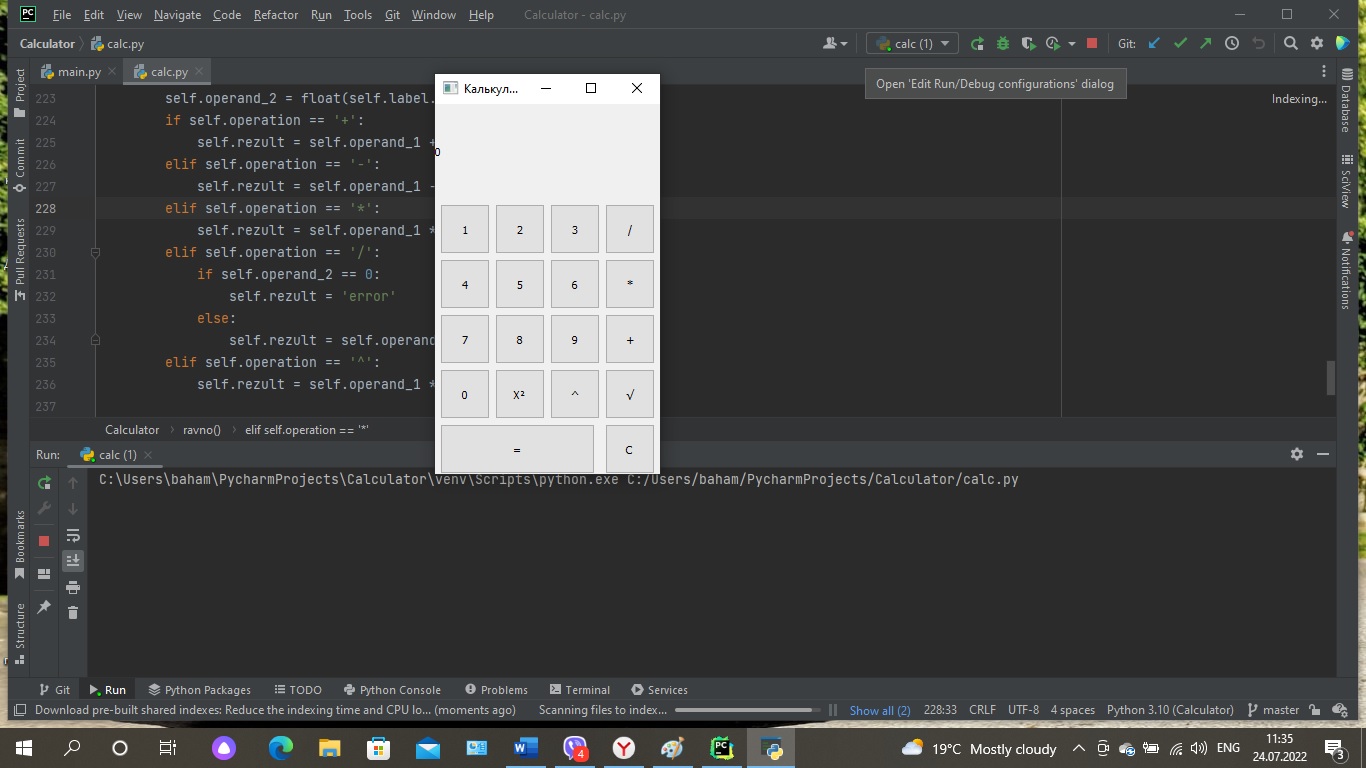 PC File Edit View Navigate Code Refactor Run Tools Git Window Help Calculator - calc.py
Calculator calc.py calc (1) Git:
main.py calc.py
Open 'Edit Run/Debug configurations' dialog
Indexing...
Project
Commit
Pull Requests
Bookmarks
Structure
Database
SciView
Notifications
223 self.operand_2 = float(self.label.
224 if self.operation == '+':
225 self.rezult = self.operand_1 +
226 elif self.operation == '-':
227 self.rezult = self.operand_1 -
228 elif self.operation == '*':
229 self.rezult = self.operand_1 *
230 elif self.operation == '/':
231 if self.operand_2 == 0:
232 self.rezult = 'error'
233 else:
234 self.rezult = self.operand
235 elif self.operation == '^':
236 self.rezult = self.operand_1 *
237
Калькул...
0
1 2 3 /
4 5 6 *
7 8 9 +
0 X² ^ √
= C
Calculator ravno() elif self.operation == '*'
Run: calc (1)
C:\Users\baham\PycharmProjects\Calculator\venv\Scripts\python.exe C:/Users/baham/PycharmProjects/Calculator/calc.py
Git Run Python Packages TODO Python Console Problems Terminal Services
Download pre-built shared indexes: Reduce the indexing time and CPU lo... (moments ago) Scanning files to index... Show all (2) 228:33 CRLF UTF-8 4 spaces Python 3.10 (Calculator) master
4 PC 19°C Mostly cloudy ENG 11:35
24.07.2022 3